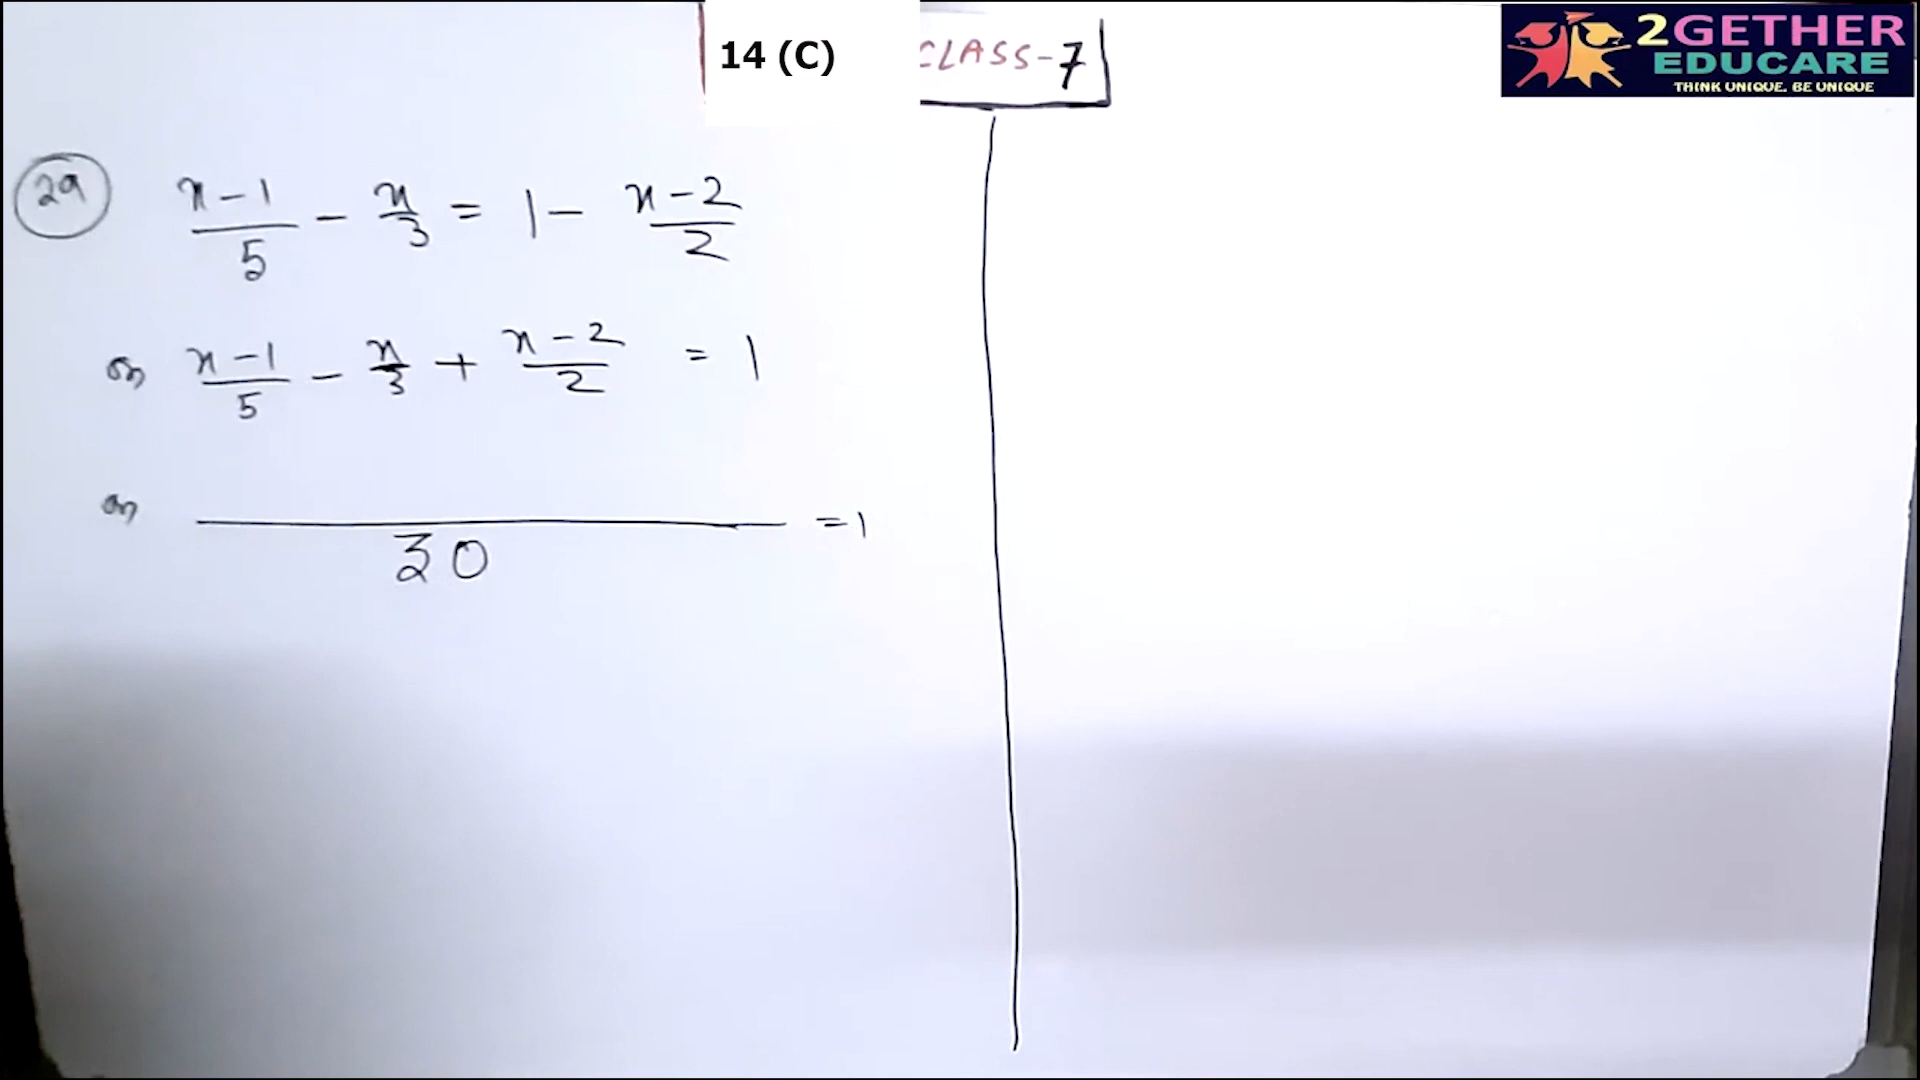 14 (C)
CLASS-7
2GETHER
EDUCARE
THINK UNIQUE. BE UNIQUE
29
x-1/5 - x/3 = 1 - x-2/2
or x-1/5 - x/3 + x-2/2 = 1
or ―/30 = 1